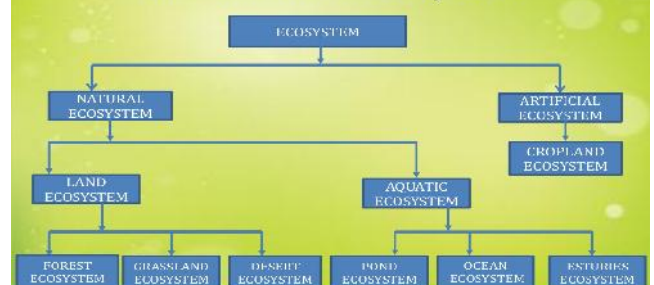 ECOSYSTEM
NATURAL
ECOSYSTEM
ARTIFICIAL
ECOSYSTEM
CROPLAND
ECOSYSTEM
LAND
ECOSYSTEM
AQUATIC
ECOSYSTEM
FOREST
ECOSYSTEM
GRASSLAND
ECOSYSTEM
DESERT
ECOSYSTEM
POND
ECOSYSTEM
OCEAN
ECOSYSTEM
ESTURIES
ECOSYSTEM